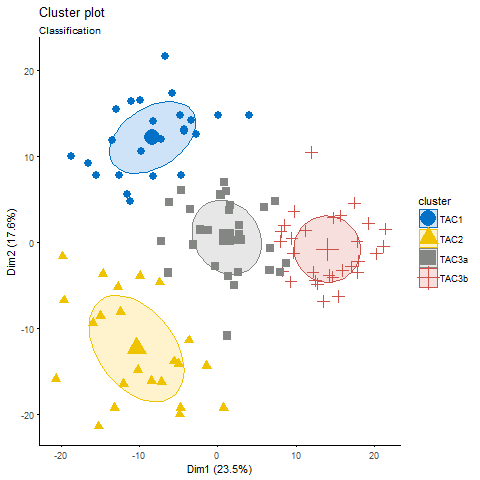 Cluster plot
Classification
20
10
0
-10
-20
Dim2 (17.6%)
-20
-10
0
10
20
Dim1 (23.5%)
cluster
TAC1
TAC2
TAC3a
TAC3b